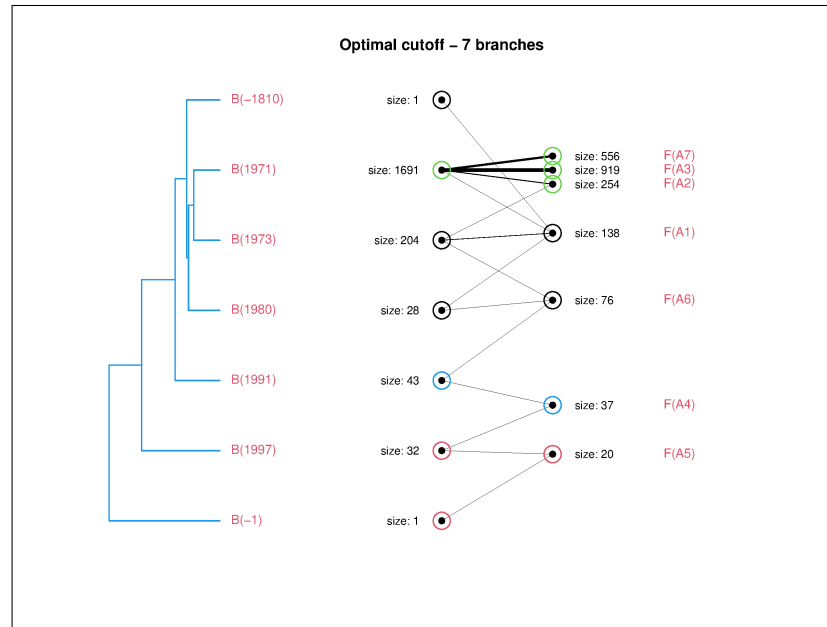 Optimal cutoff – 7 branches
B(−1810)
size: 1
B(1971)
size: 1691
size: 556
F(A7)
size: 919
F(A3)
size: 254
F(A2)
B(1973)
size: 204
size: 138
F(A1)
B(1980)
size: 28
size: 76
F(A6)
B(1991)
size: 43
size: 37
F(A4)
B(1997)
size: 32
size: 20
F(A5)
B(−1)
size: 1